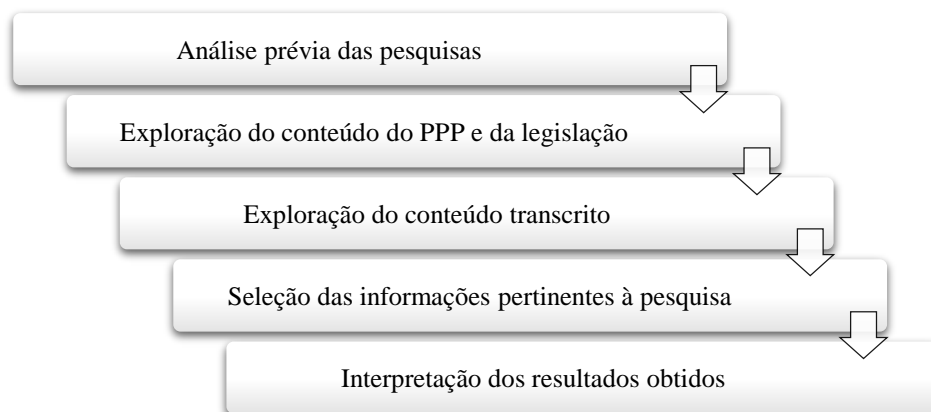 Análise prévia das pesquisas
Exploração do conteúdo do PPP e da legislação
Exploração do conteúdo transcrito
Seleção das informações pertinentes à pesquisa
Interpretação dos resultados obtidos